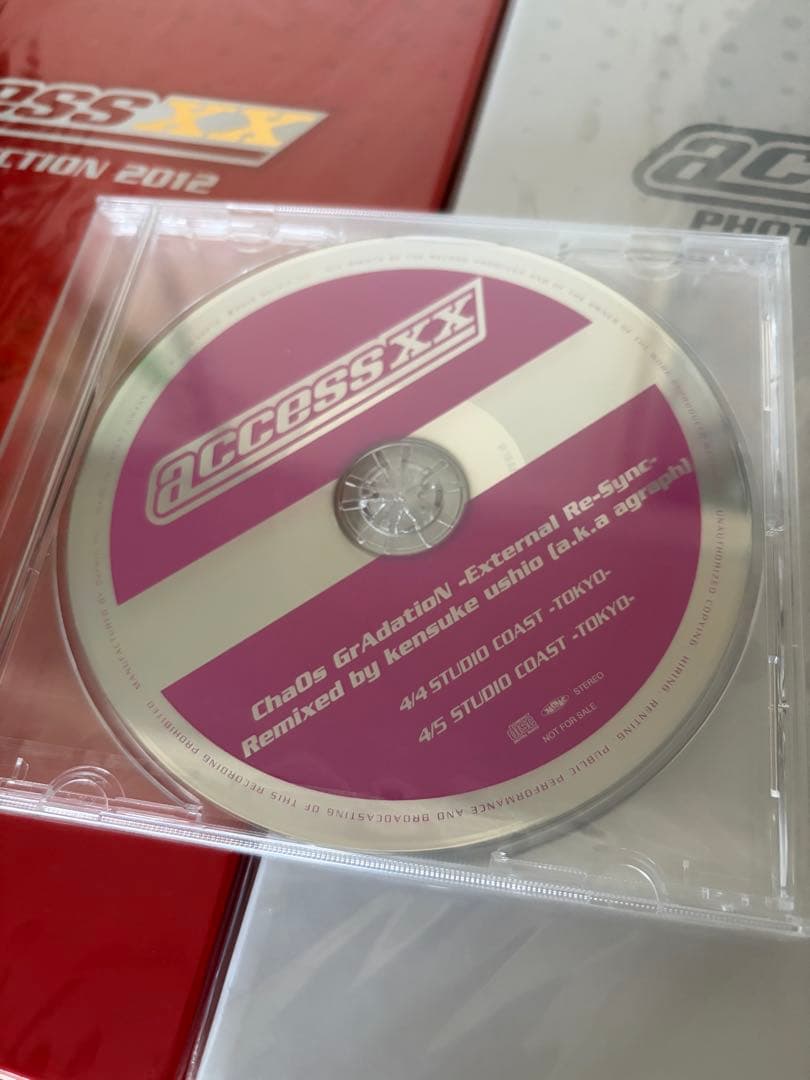 ess XX
CTION 2012
acc
PHOT
access XX
ChaOs GrAdatioN -External Re-Sync-
Remixed by kensuke ushio (a.k.a agraph)
4/4 STUDIO COAST -TOKYO-
4/5 STUDIO COAST -TOKYO-
STEREO
NOT FOR SALE
UNAUTHORIZED COPYING, HIRING, RENTING, PUBLIC PERFORMANCE AND BROADCASTING OF THIS RECORDING PROHIBITED